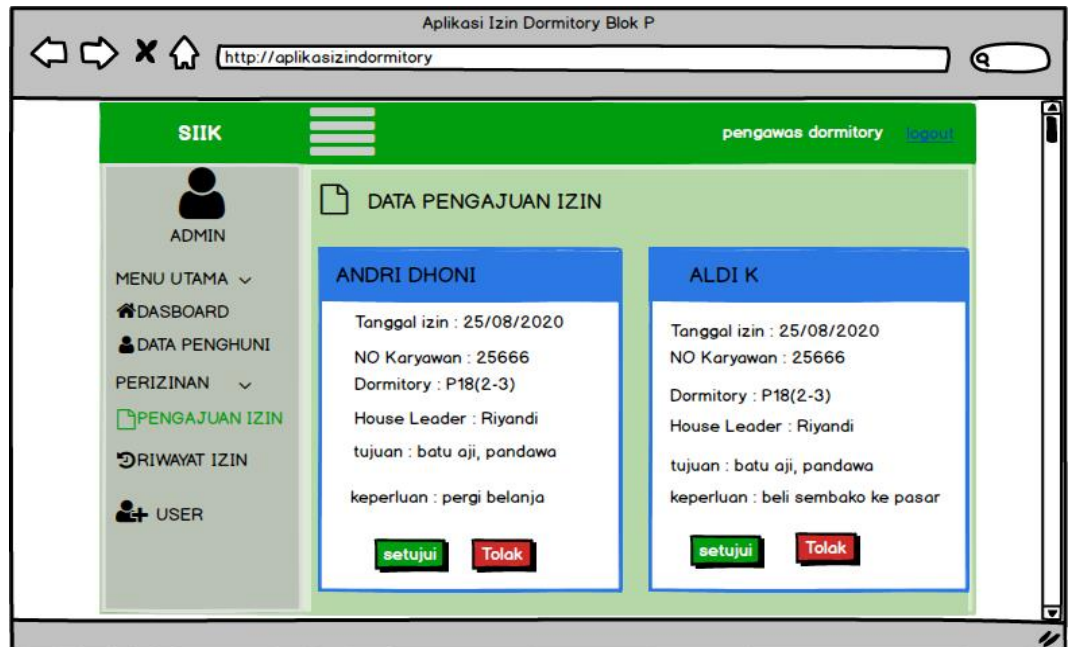 Aplikasi Izin Dormitory Blok P
http://aplikasizindormitory
SIIK
pengawas dormitory logout
ADMIN
MENU UTAMA
DASBOARD
DATA PENGHUNI
PERIZINAN
PENGAJUAN IZIN
RIWAYAT IZIN
USER
DATA PENGAJUAN IZIN
ANDRI DHONI
Tanggal izin : 25/08/2020
NO Karyawan : 25666
Dormitory : P18(2-3)
House Leader : Riyandi
tujuan : batu aji, pandawa
keperluan : pergi belanja
setujui Tolak
ALDI K
Tanggal izin : 25/08/2020
NO Karyawan : 25666
Dormitory : P18(2-3)
House Leader : Riyandi
tujuan : batu aji, pandawa
keperluan : beli sembako ke pasar
setujui Tolak